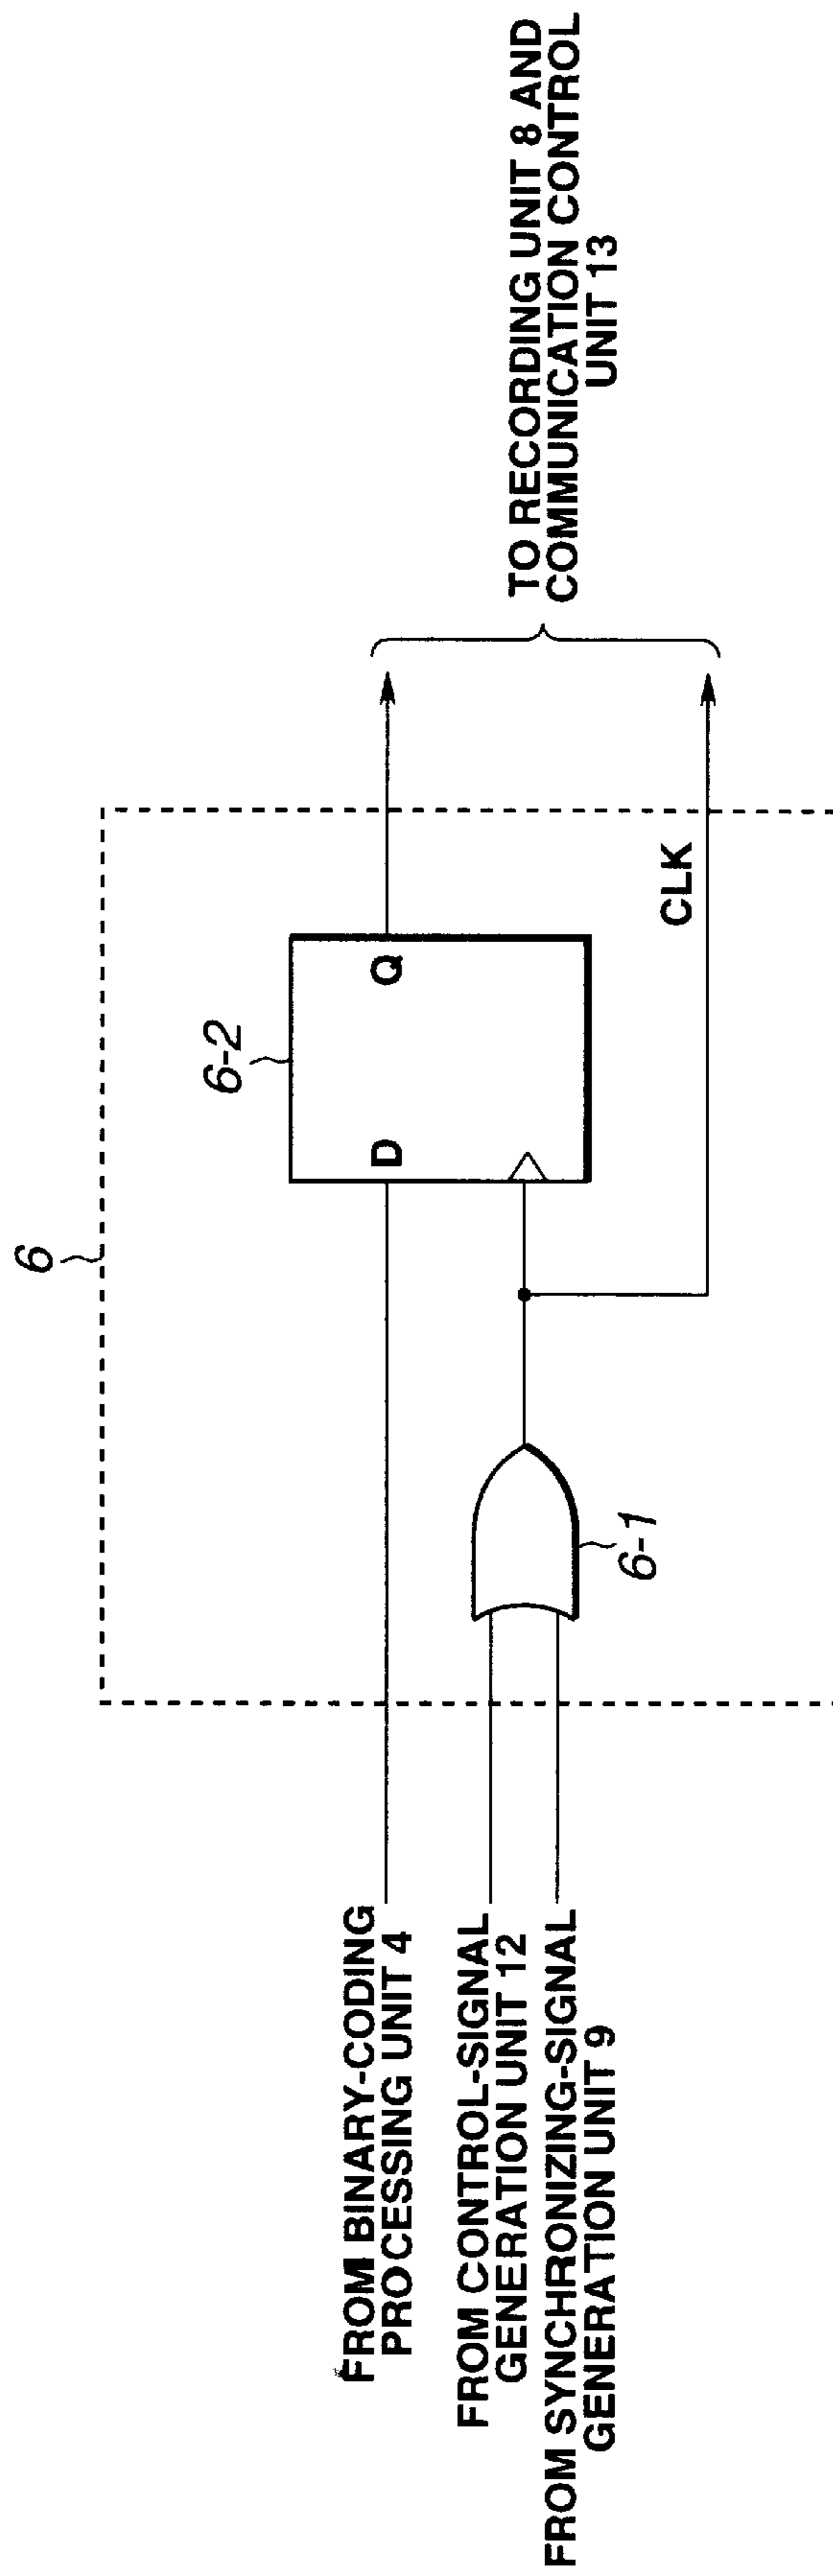 6
6-2
D
Q
CLK
6-1
FROM BINARY-CODING
PROCESSING UNIT 4
FROM CONTROL-SIGNAL
GENERATION UNIT 12
FROM SYNCHRONIZING-SIGNAL
GENERATION UNIT 9
TO RECORDING UNIT 8 AND
COMMUNICATION CONTROL
UNIT 13